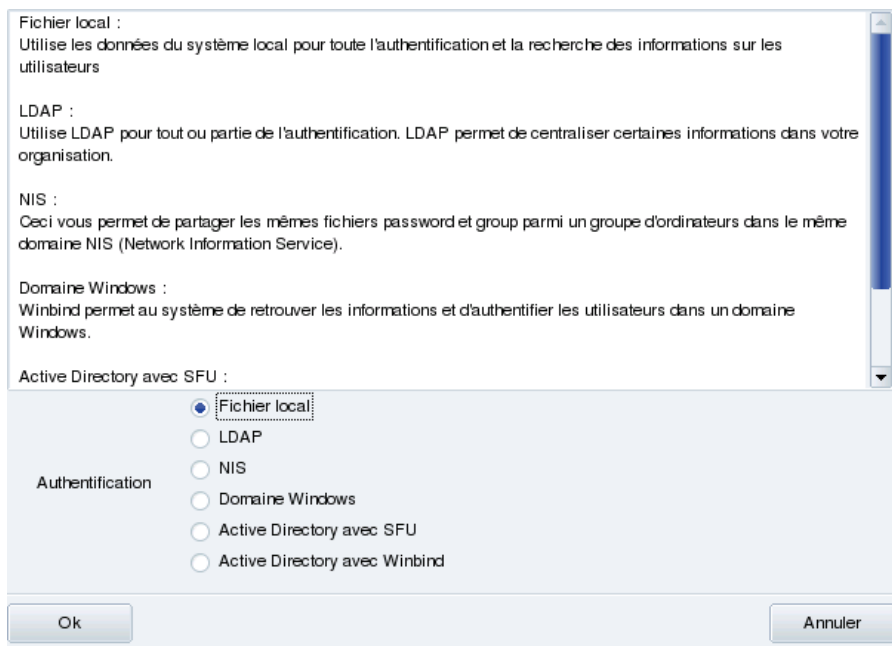 Fichier local :
Utilise les données du système local pour toute l'authentification et la recherche des informations sur les
utilisateurs
LDAP :
Utilise LDAP pour tout ou partie de l'authentification. LDAP permet de centraliser certaines informations dans votre
organisation.
NIS :
Ceci vous permet de partager les mêmes fichiers password et group parmi un groupe d'ordinateurs dans le même
domaine NIS (Network Information Service).
Domaine Windows :
Winbind permet au système de retrouver les informations et d'authentifier les utilisateurs dans un domaine
Windows.
Active Directory avec SFU :
Authentification
Fichier local
LDAP
NIS
Domaine Windows
Active Directory avec SFU
Active Directory avec Winbind
Ok
Annuler